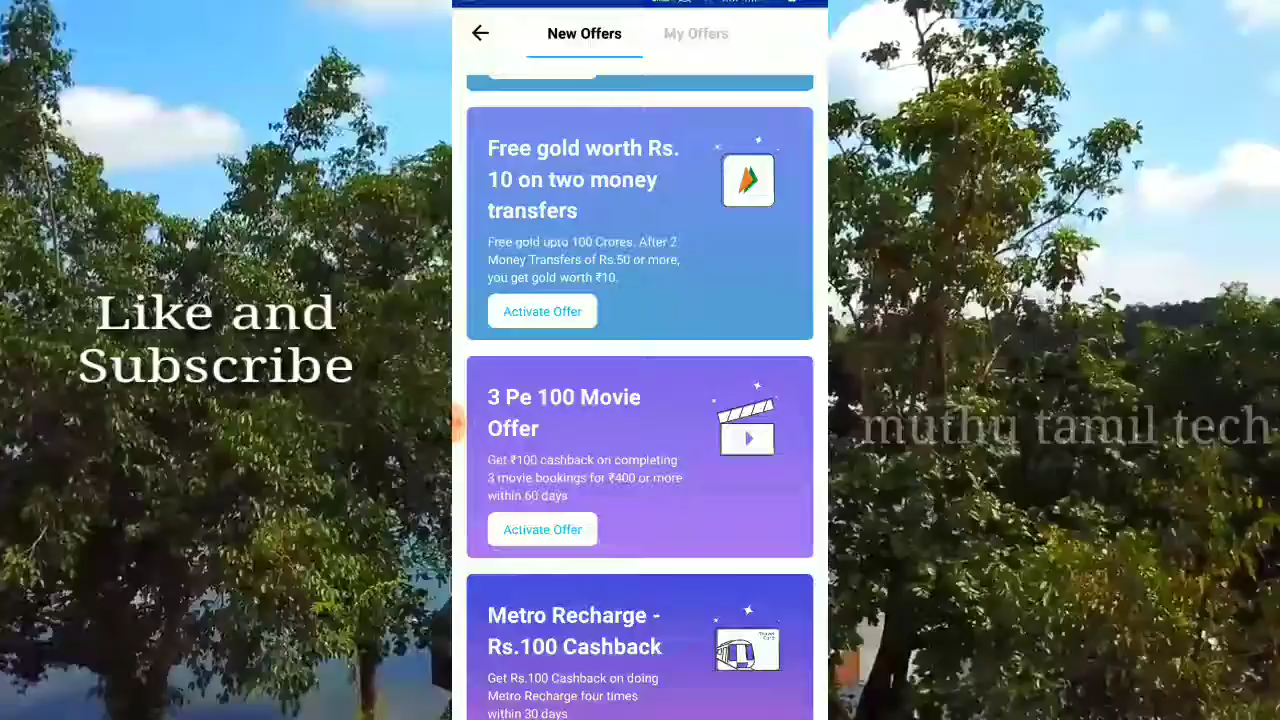 New Offers
My Offers
Free gold worth Rs.
10 on two money
transfers
Free gold upto 100 Crores. After 2
Money Transfers of Rs.50 or more,
you get gold worth ₹10.
Activate Offer
3 Pe 100 Movie
Offer
Get ₹100 cashback on completing
3 movie bookings for ₹400 or more
within 60 days
Activate Offer
Metro Recharge -
Rs.100 Cashback
Get Rs.100 Cashback on doing
Metro Recharge four times
within 30 days
Like and
Subscribe
muthu tamil tech